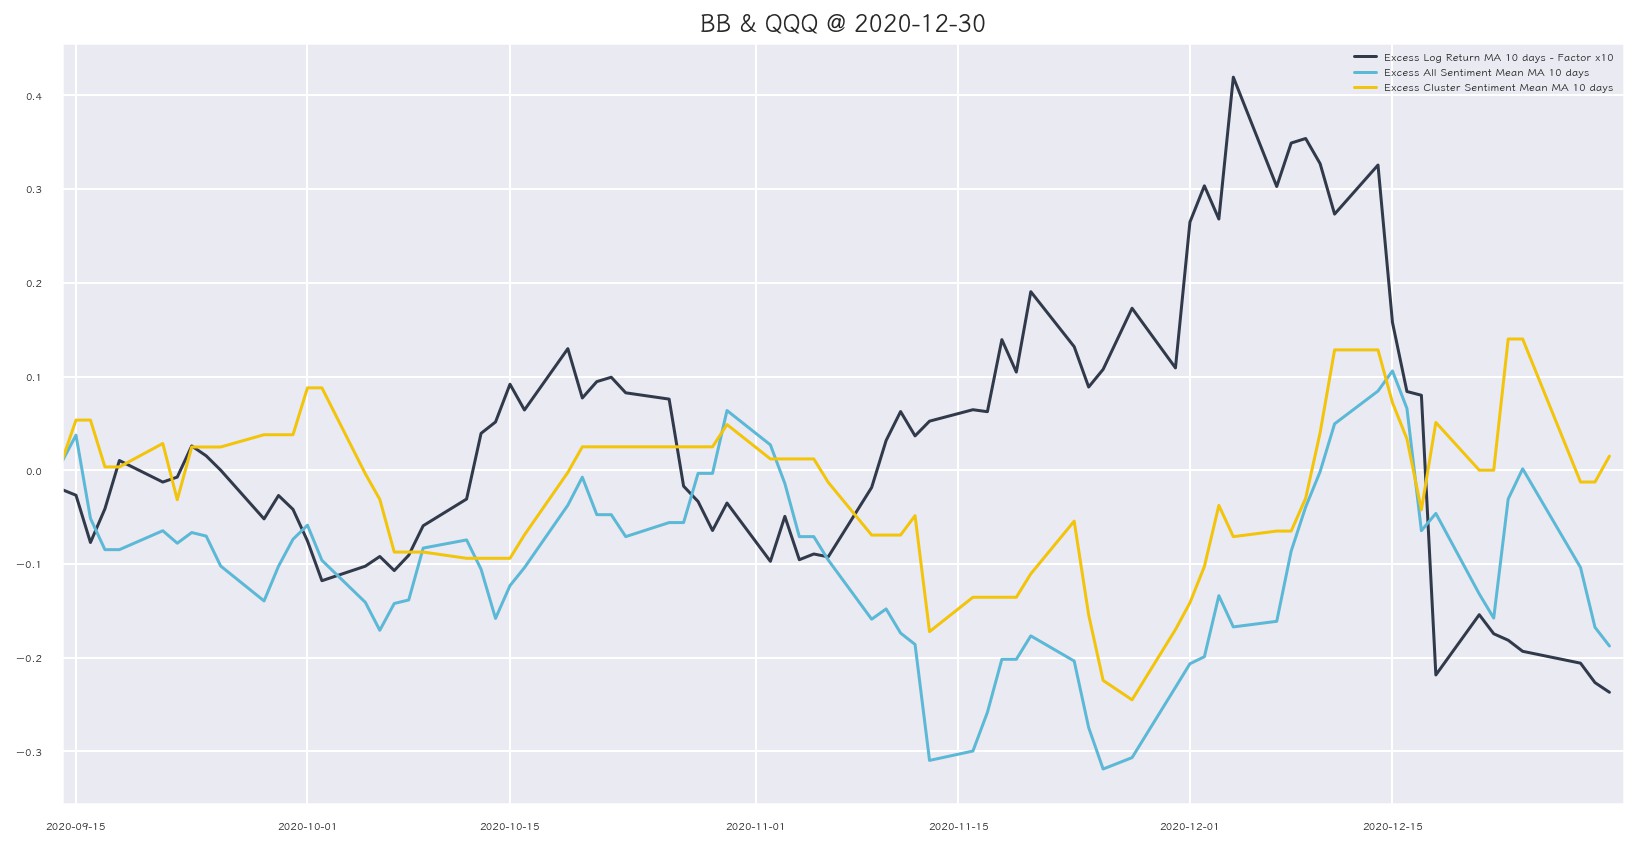 BB & QQQ @ 2020-12-30
Excess Log Return MA 10 days - Factor x10
Excess All Sentiment Mean MA 10 days
Excess Cluster Sentiment Mean MA 10 days
0.4
0.3
0.2
0.1
0.0
−0.1
−0.2
−0.3
2020-09-15 2020-10-01 2020-10-15 2020-11-01 2020-11-15 2020-12-01 2020-12-15